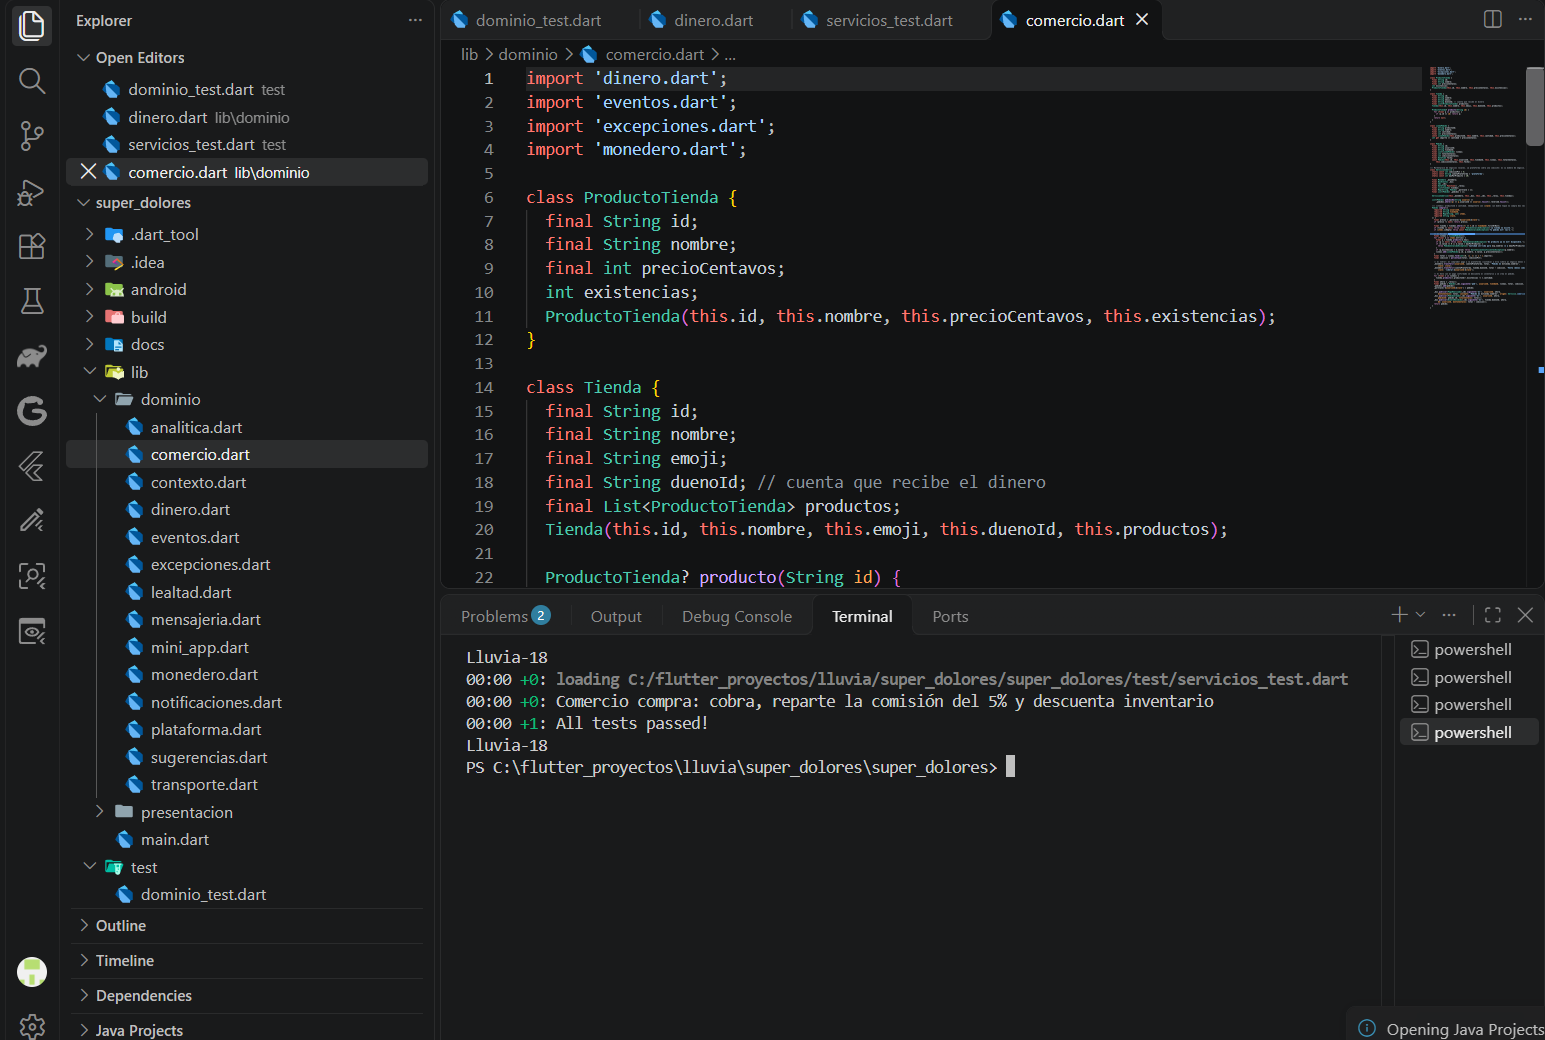 Explorer
Open Editors
dominio_test.dart test
dinero.dart lib\dominio
servicios_test.dart test
comercio.dart lib\dominio
super_dolores
.dart_tool
.idea
android
build
docs
lib
dominio
analitica.dart
comercio.dart
contexto.dart
dinero.dart
eventos.dart
excepciones.dart
lealtad.dart
mensajeria.dart
mini_app.dart
monedero.dart
notificaciones.dart
plataforma.dart
sugerencias.dart
transporte.dart
presentacion
main.dart
test
dominio_test.dart
Outline
Timeline
Dependencies
Java Projects
dominio_test.dart dinero.dart servicios_test.dart comercio.dart
lib > dominio > comercio.dart > ...
1 import 'dinero.dart';
2 import 'eventos.dart';
3 import 'excepciones.dart';
4 import 'monedero.dart';
5
6 class ProductoTienda {
7 final String id;
8 final String nombre;
9 final int precioCentavos;
10 int existencias;
11 ProductoTienda(this.id, this.nombre, this.precioCentavos, this.existencias);
12 }
13
14 class Tienda {
15 final String id;
16 final String nombre;
17 final String emoji;
18 final String duenoId; // cuenta que recibe el dinero
19 final List<ProductoTienda> productos;
20 Tienda(this.id, this.nombre, this.emoji, this.duenoId, this.productos);
21
22 ProductoTienda? producto(String id) {
Problems 2 Output Debug Console Terminal Ports
Lluvia-18
00:00 +0: loading C:/flutter_proyectos/lluvia/super_dolores/super_dolores/test/servicios_test.dart
00:00 +0: Comercio compra: cobra, reparte la comisión del 5% y descuenta inventario
00:00 +1: All tests passed!
Lluvia-18
PS C:\flutter_proyectos\lluvia\super_dolores\super_dolores>
powershell
powershell
powershell
powershell
Opening Java Projects